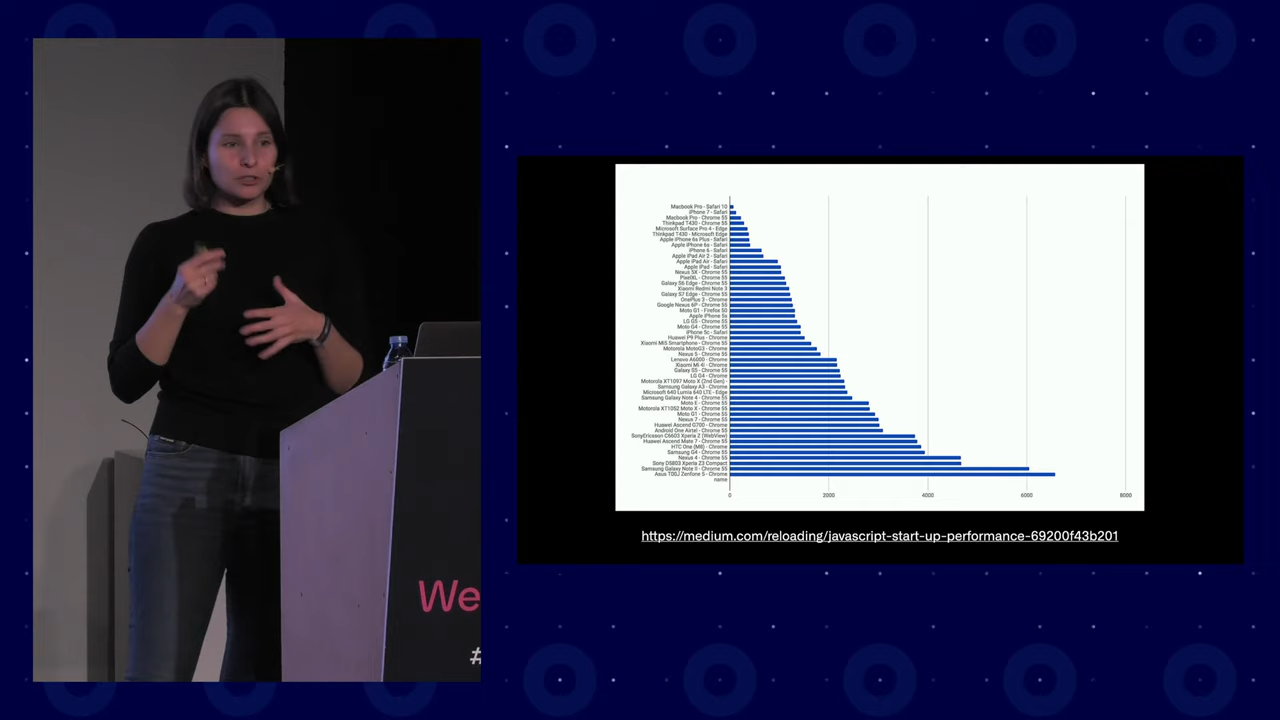 Macbook Pro - Safari 10
iPhone 7 - Safari
Macbook Pro - Chrome 55
Thinkpad T430 - Chrome 55
Microsoft Surface Pro 4 - Edge
Thinkpad T430 - Microsoft Edge
Apple iPhone 6s Plus - Safari
Apple iPhone 6s - Safari
iPhone 6 - Safari
Apple iPad Air 2 - Safari
Apple iPad Air - Safari
Apple iPad - Safari
Nexus 5X - Chrome 55
PixelXL - Chrome 55
Galaxy S6 Edge - Chrome 55
Xiaomi Redmi Note 3
Galaxy S7 Edge - Chrome 55
OnePlus 3 - Chrome
Google Nexus 6P - Chrome 55
Moto G1 - Firefox 50
Apple iPhone 5s
LG G5 - Chrome 55
Moto G4 - Chrome 55
iPhone 5c - Safari
Huawei P9 Plus - Chrome
Xiaomi Mi5 Smartphone - Chrome 55
Motorola MotoG3 - Chrome
Nexus 5 - Chrome 55
Lenovo A6000 - Chrome
Xiaomi Mi 4i - Chrome
Galaxy S5 - Chrome 55
LG G4 - Chrome
Motorola XT1097 Moto X (2nd Gen) -
Samsung Galaxy A3 - Chrome
Microsoft 640 Lumia 640 LTE - Edge
Samsung Galaxy Note 4 - Chrome 55
Moto E - Chrome 55
Motorola XT1052 Moto X - Chrome 55
Moto G1 - Chrome 55
Nexus 7 - Chrome 55
Huawei Ascend G700 - Chrome
Android One Airtel - Chrome 55
SonyEricsson C6603 Xperia Z (WebView)
Huawei Ascend Mate 7 - Chrome 55
HTC One (M8) - Chrome
Samsung G4 - Chrome 55
Nexus 4 - Chrome 55
Sony D5803 Xperia Z3 Compact
Samsung Galaxy Note II - Chrome 55
Asus T00J Zenfone 5 - Chrome
name
0 2000 4000 6000 8000
https://medium.com/reloading/javascript-start-up-performance-69200f43b201
We
#